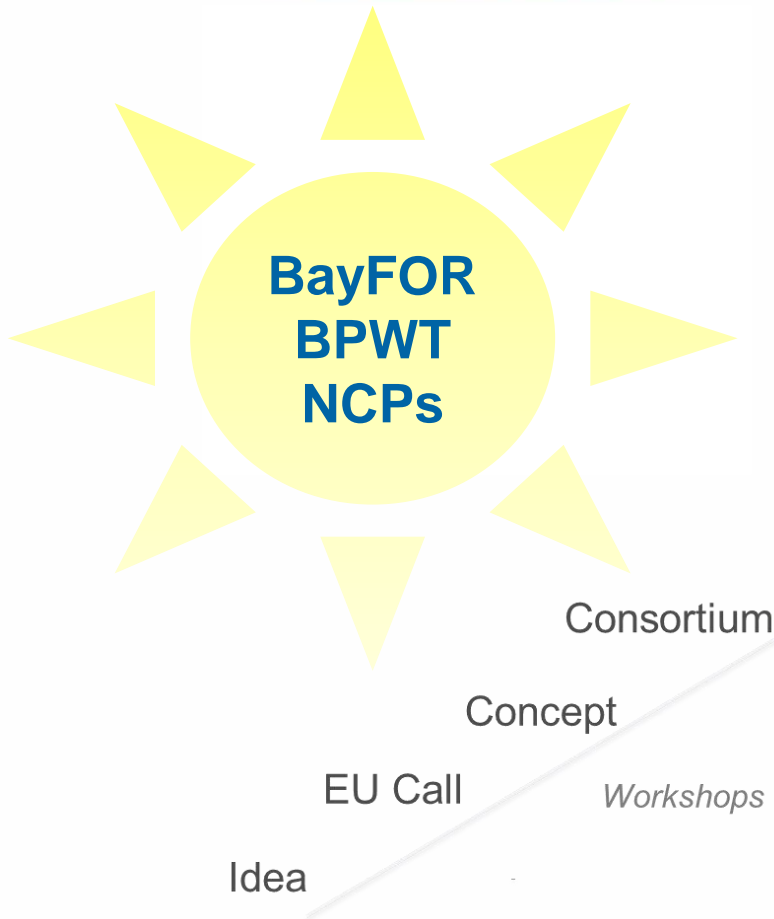 BayFOR
BPWT
NCPs
Consortium
Concept
EU Call
Workshops
Idea
-